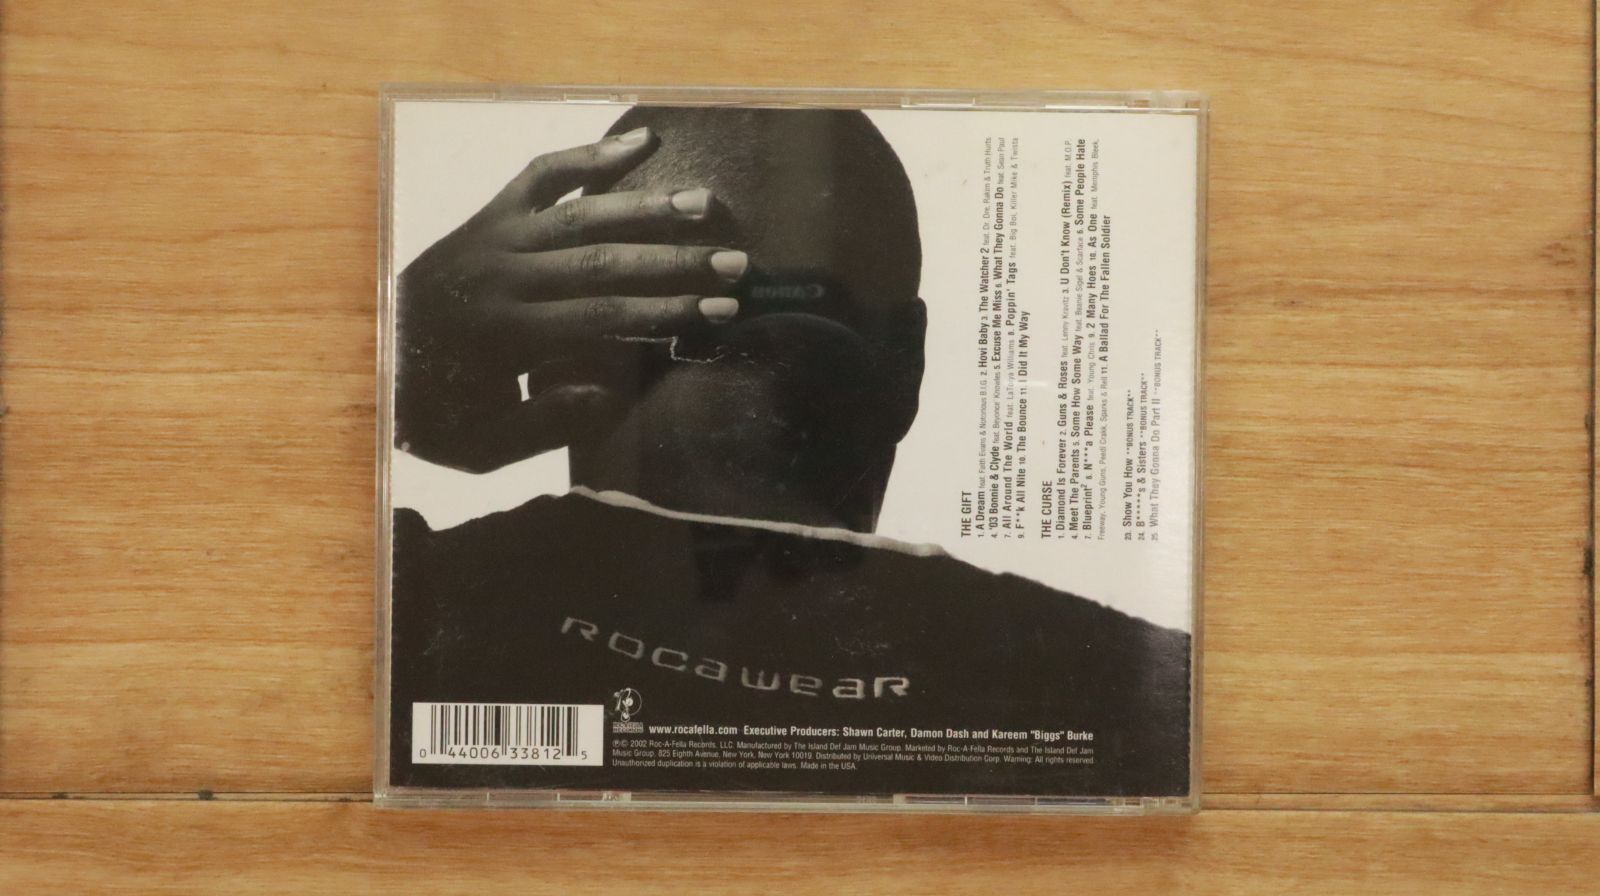 THE GIFT
1. A Dream feat. Faith Evans & Notorious B.I.G. 2. Hovi Baby 3. The Watcher 2 feat. Dr. Dre, Rakim & Truth Hurts
4. '03 Bonnie & Clyde feat. Beyoncé Knowles 5. Excuse Me Miss 6. What They Gonna Do feat. Sean Paul
7. All Around The World feat. LaToiya Williams 8. Poppin' Tags feat. Big Boi, Killer Mike & Twista
9. F**k All Nite 10. The Bounce 11. I Did It My Way
THE CURSE
1. Diamond Is Forever 2. Guns & Roses feat. Lenny Kravitz 3. U Don't Know (Remix) feat. M.O.P.
4. Meet The Parents 5. Some How Some Way feat. Beanie Sigel & Scarface 6. Some People Hate
7. Blueprint² 8. N***a Please feat. Young Chris 9. 2 Many Hoes 10. As One feat. Memphis Bleek,
Freeway, Young Guns, Peedi Crakk, Sparks & Rell 11. A Ballad For The Fallen Soldier
23. Show You How **BONUS TRACK**
24. B*****s & Sisters **BONUS TRACK**
25. What They Gonna Do Part II **BONUS TRACK**
Canon
rocawear
www.rocafella.com Executive Producers: Shawn Carter, Damon Dash and Kareem "Biggs" Burke
℗© 2002 Roc-A-Fella Records, LLC. Manufactured by The Island Def Jam Music Group. Marketed by Roc-A-Fella Records and The Island Def Jam
Music Group, 825 Eighth Avenue, New York, New York 10019. Distributed by Universal Music & Video Distribution Corp. Warning: All rights reserved.
Unauthorized duplication is a violation of applicable laws. Made in the USA.
0 44006 33812 5